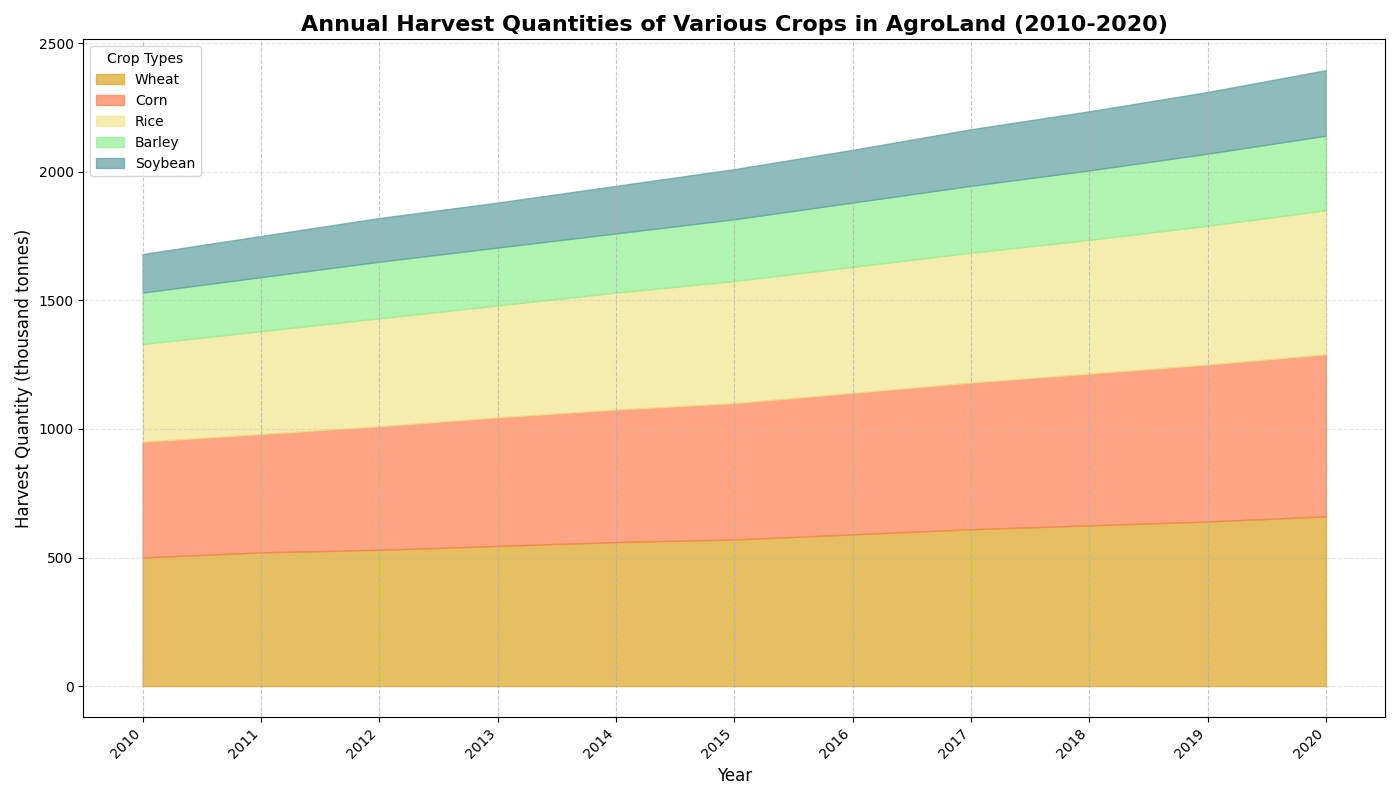 Annual Harvest Quantities of Various Crops in AgroLand (2010-2020)
Crop Types
Wheat
Corn
Rice
Barley
Soybean
Harvest Quantity (thousand tonnes)
2500
2000
1500
1000
500
0
2010
2011
2012
2013
2014
2015
2016
2017
2018
2019
2020
Year